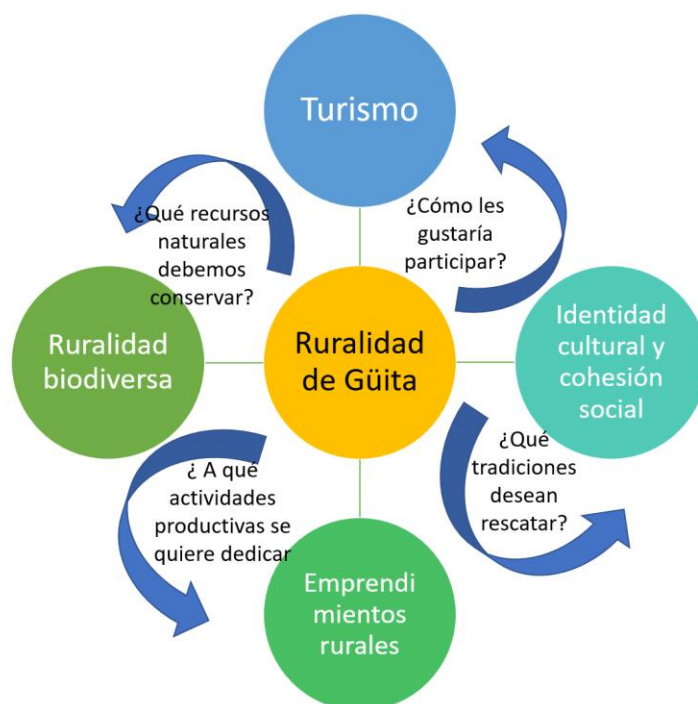 Turismo
¿Qué recursos
naturales
debemos
conservar?
¿Cómo les
gustaría
participar?
Ruralidad
biodiversa
Ruralidad
de Güita
Identidad
cultural y
cohesión
social
¿ A qué
actividades
productivas se
quiere dedicar
¿Qué
tradiciones
desean
rescatar?
Emprendi
mientos
rurales